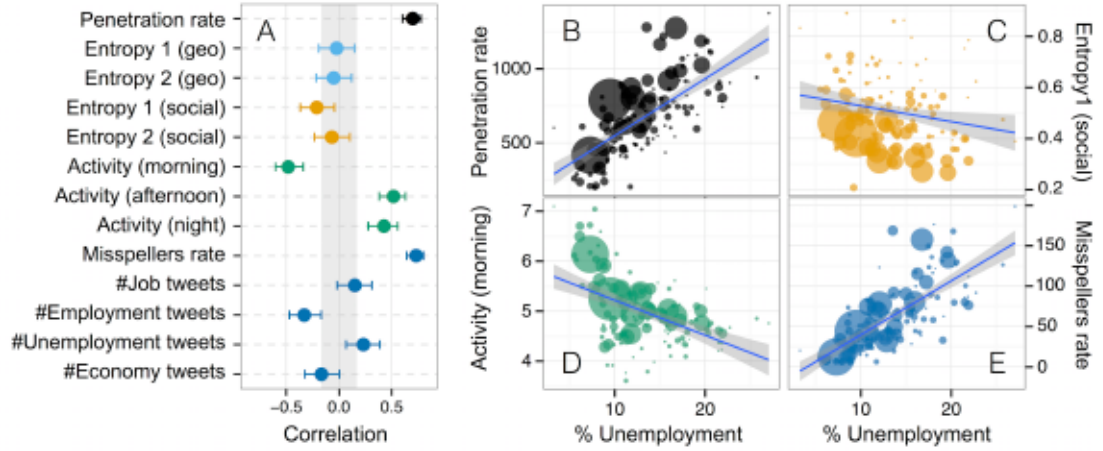 A
Penetration rate
Entropy 1 (geo)
Entropy 2 (geo)
Entropy 1 (social)
Entropy 2 (social)
Activity (morning)
Activity (afternoon)
Activity (night)
Misspellers rate
#Job tweets
#Employment tweets
#Unemployment tweets
#Economy tweets
−0.5 0.0 0.5
Correlation
B
Penetration rate
1000
500
C
Entropy1 (social)
0.8
0.6
0.4
0.2
D
Activity (morning)
7
6
5
4
10 20
% Unemployment
E
Misspellers rate
150
100
50
0
10 20
% Unemployment